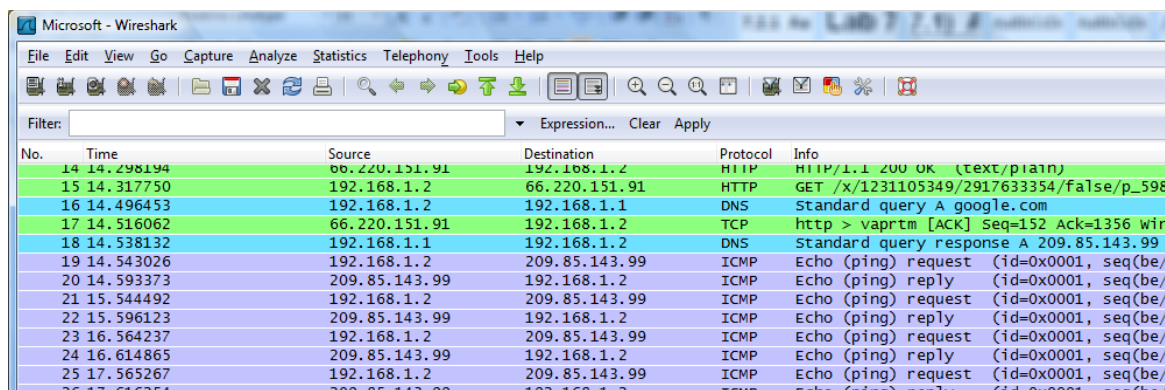 Microsoft - Wireshark
File Edit View Go Capture Analyze Statistics Telephony Tools Help
Filter: Expression... Clear Apply
No. Time Source Destination Protocol Info
14 14.298194 66.220.151.91 192.168.1.2 HTTP HTTP/1.1 200 OK (text/plain)
15 14.317750 192.168.1.2 66.220.151.91 HTTP GET /x/1231105349/2917633354/false/p_598
16 14.496453 192.168.1.2 192.168.1.1 DNS Standard query A google.com
17 14.516062 66.220.151.91 192.168.1.2 TCP http > vaprtm [ACK] Seq=152 Ack=1356 Win
18 14.538132 192.168.1.1 192.168.1.2 DNS Standard query response A 209.85.143.99
19 14.543026 192.168.1.2 209.85.143.99 ICMP Echo (ping) request (id=0x0001, seq(be/
20 14.593373 209.85.143.99 192.168.1.2 ICMP Echo (ping) reply (id=0x0001, seq(be/
21 15.544492 192.168.1.2 209.85.143.99 ICMP Echo (ping) request (id=0x0001, seq(be/
22 15.596123 209.85.143.99 192.168.1.2 ICMP Echo (ping) reply (id=0x0001, seq(be/
23 16.564237 192.168.1.2 209.85.143.99 ICMP Echo (ping) request (id=0x0001, seq(be/
24 16.614865 209.85.143.99 192.168.1.2 ICMP Echo (ping) reply (id=0x0001, seq(be/
25 17.565267 192.168.1.2 209.85.143.99 ICMP Echo (ping) request (id=0x0001, seq(be/